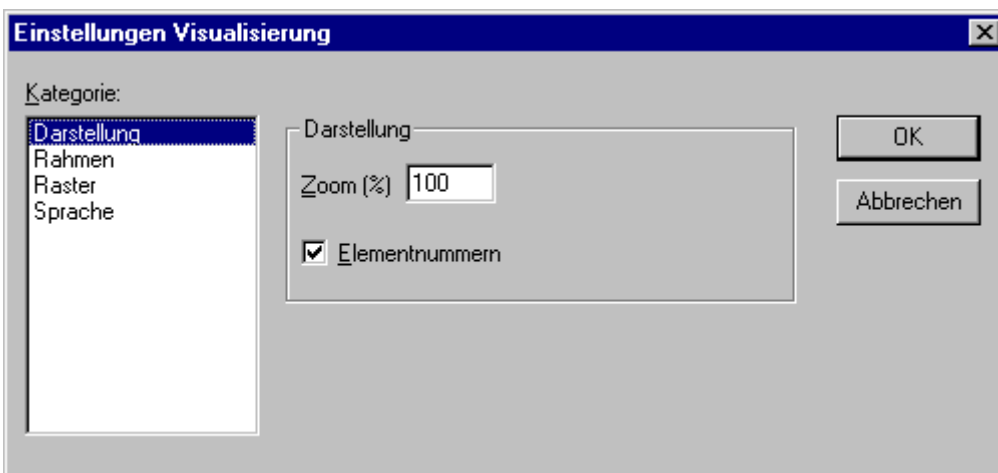 Einstellungen Visualisierung
Kategorie:
Darstellung
Rahmen
Raster
Sprache
Darstellung
Zoom (%) 100
Elementnummern
OK
Abbrechen